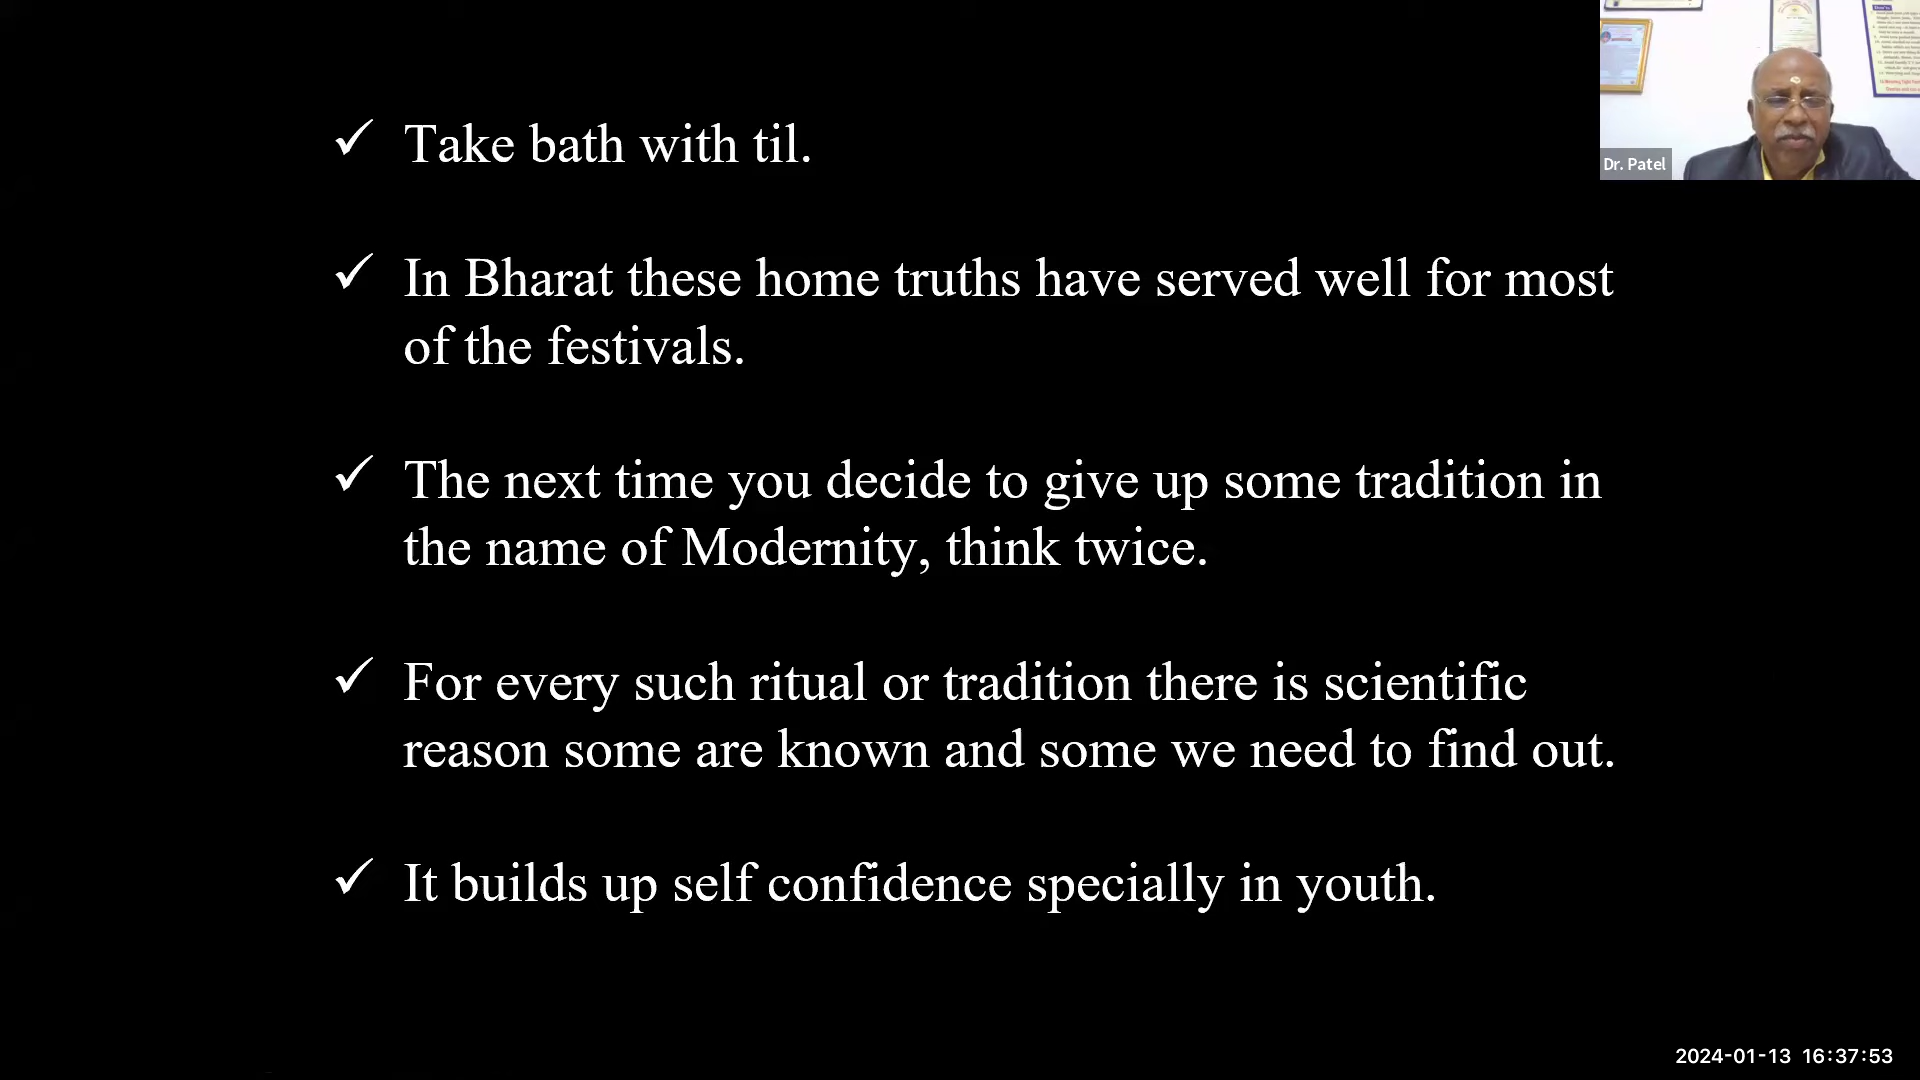 ✓ Take bath with til.
✓ In Bharat these home truths have served well for most
of the festivals.
✓ The next time you decide to give up some tradition in
the name of Modernity, think twice.
✓ For every such ritual or tradition there is scientific
reason some are known and some we need to find out.
✓ It builds up self confidence specially in youth.
Dr. Patel
2024-01-13 16:37:53